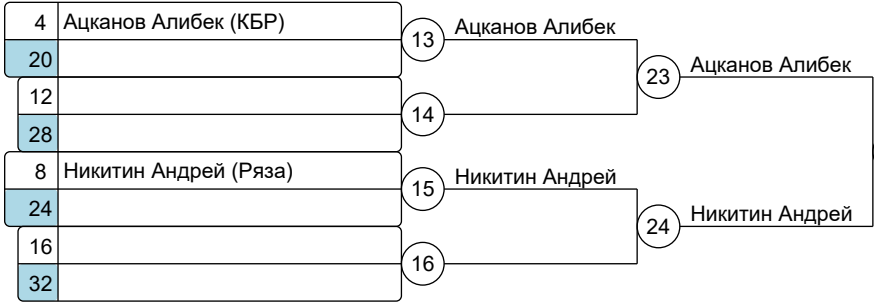 4 Ацканов Алибек (КБР)
13 Ацканов Алибек
20
23 Ацканов Алибек
12
14
28
8 Никитин Андрей (Ряза)
15 Никитин Андрей
24
24 Никитин Андрей
16
16
32